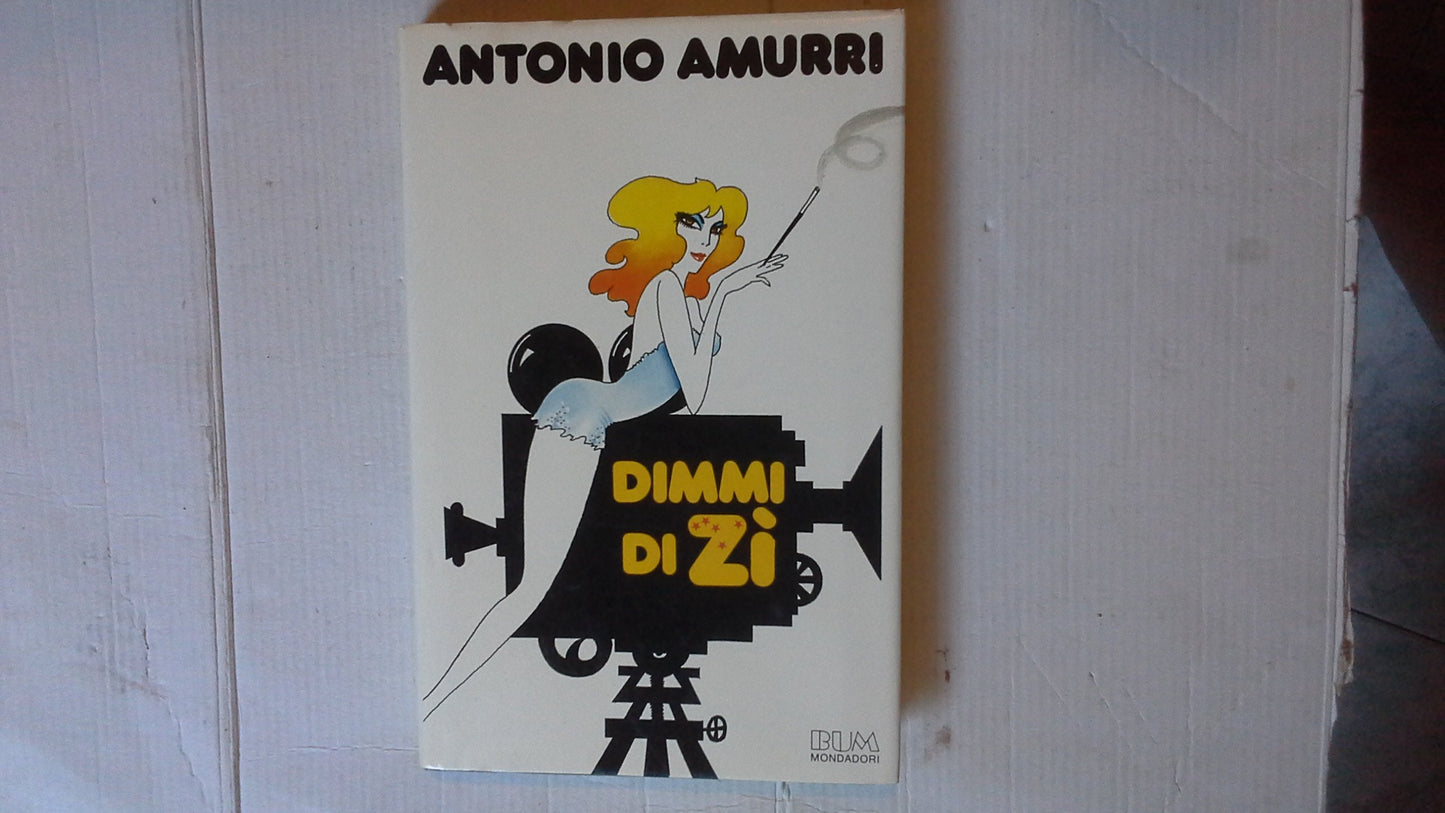 ANTONIO AMURRI
DIMMI
DI Zì
BUM
MONDADORI